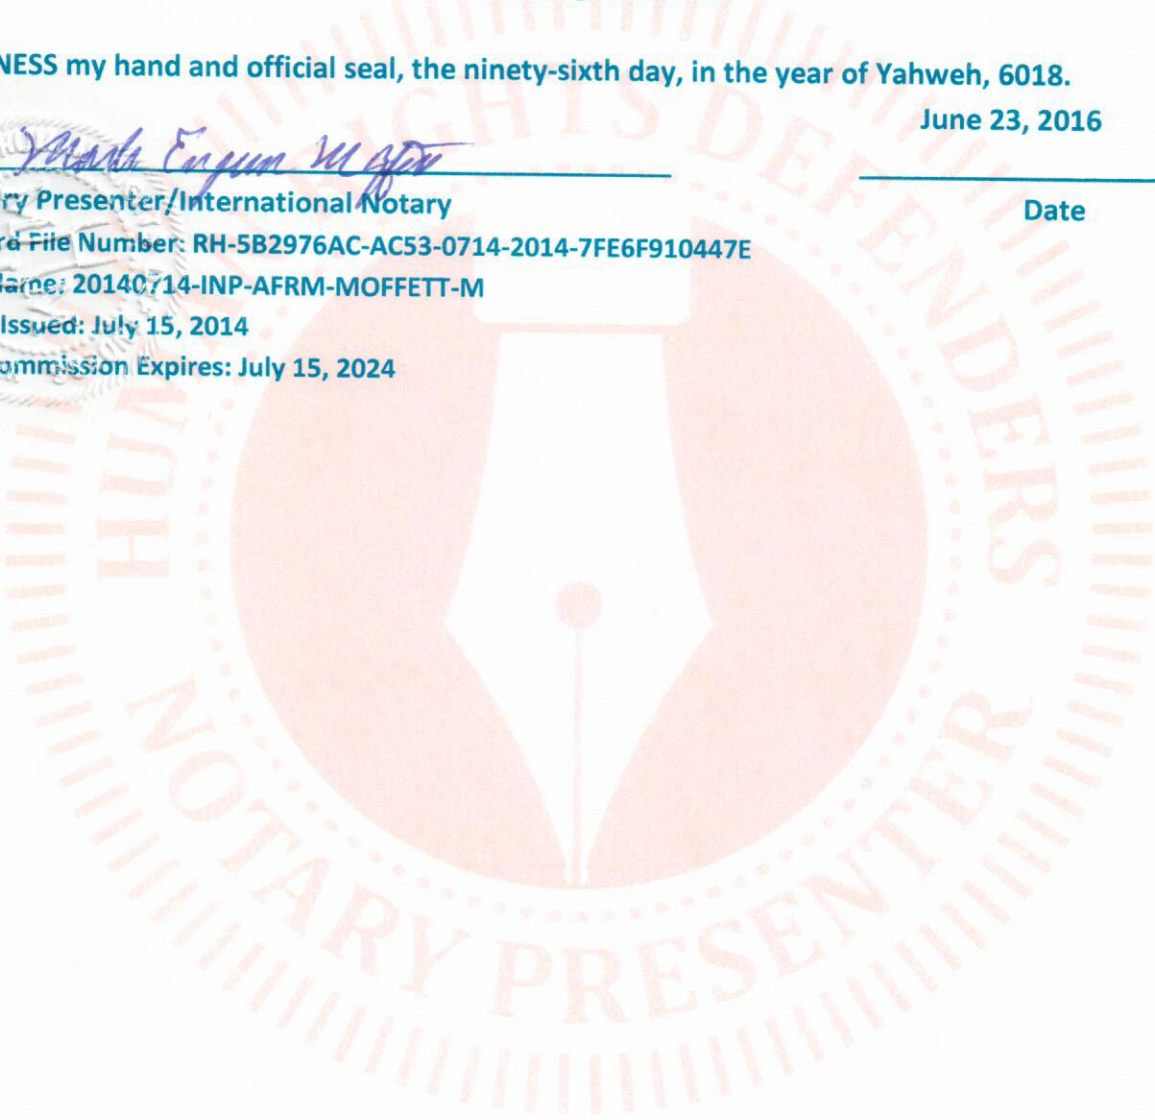 NESS my hand and official seal, the ninety-sixth day, in the year of Yahweh, 6018.
June 23, 2016
ry Presenter/International Notary
Date
rd File Number: RH-5B2976AC-AC53-0714-2014-7FE6F910447E
lame: 20140714-INP-AFRM-MOFFETT-M
Issued: July 15, 2014
ommission Expires: July 15, 2024
HUM RIGHTS DEFENDERS
NOTARY PRESENTER